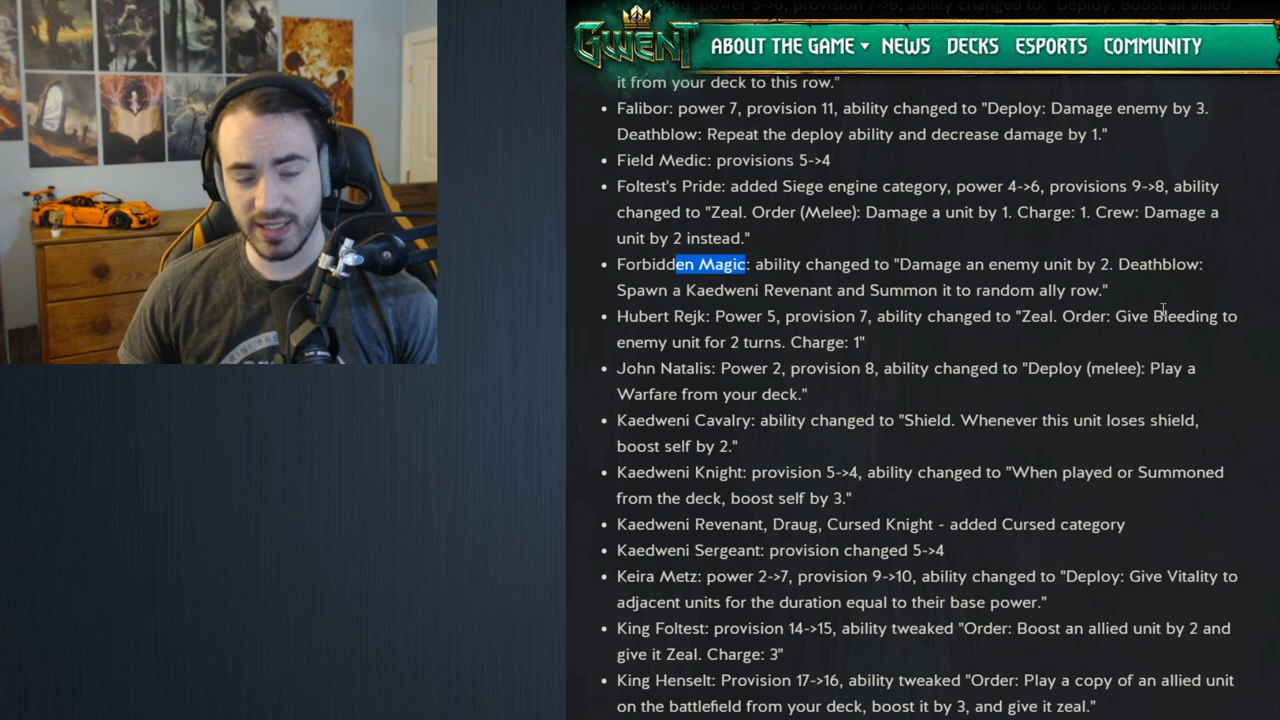 GWENT
ABOUT THE GAME
NEWS
DECKS
ESPORTS
COMMUNITY
it from your deck to this row."
• Falibor: power 7, provision 11, ability changed to "Deploy: Damage enemy by 3.
Deathblow: Repeat the deploy ability and decrease damage by 1."
• Field Medic: provisions 5->4
• Foltest's Pride: added Siege engine category, power 4->6, provisions 9->8, ability
changed to "Zeal. Order (Melee): Damage a unit by 1. Charge: 1. Crew: Damage a
unit by 2 instead."
• Forbidden Magic: ability changed to "Damage an enemy unit by 2. Deathblow:
Spawn a Kaedweni Revenant and Summon it to random ally row."
• Hubert Rejk: Power 5, provision 7, ability changed to "Zeal. Order: Give Bleeding to
enemy unit for 2 turns. Charge: 1"
• John Natalis: Power 2, provision 8, ability changed to "Deploy (melee): Play a
Warfare from your deck."
• Kaedweni Cavalry: ability changed to "Shield. Whenever this unit loses shield,
boost self by 2."
• Kaedweni Knight: provision 5->4, ability changed to "When played or Summoned
from the deck, boost self by 3."
• Kaedweni Revenant, Draug, Cursed Knight - added Cursed category
• Kaedweni Sergeant: provision changed 5->4
• Keira Metz: power 2->7, provision 9->10, ability changed to "Deploy: Give Vitality to
adjacent units for the duration equal to their base power."
• King Foltest: provision 14->15, ability tweaked "Order: Boost an allied unit by 2 and
give it Zeal. Charge: 3"
• King Henselt: Provision 17->16, ability tweaked "Order: Play a copy of an allied unit
on the battlefield from your deck, boost it by 3, and give it zeal."